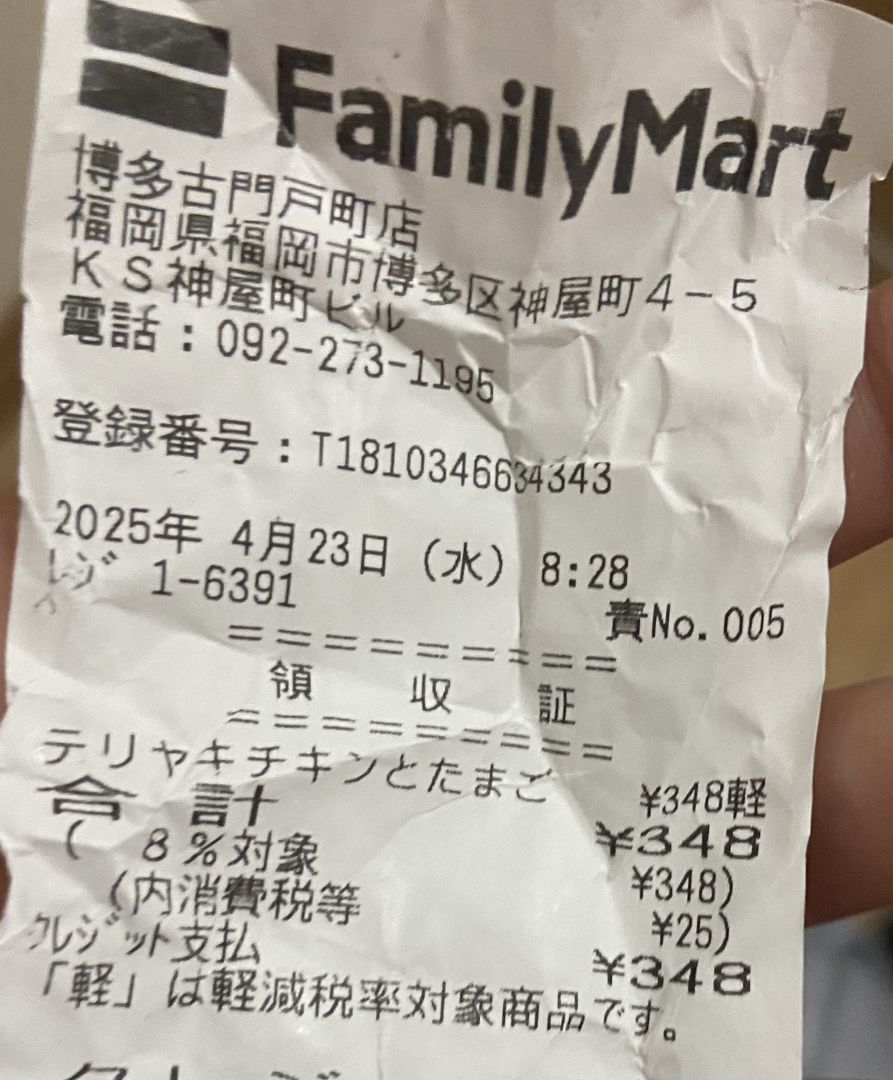 FamilyMart
博多古門戸町店
福岡県福岡市博多区神屋町4-5
KS神屋町ビル
電話:092-273-1195
登録番号:T1810346634343
2025年 4月23日(水) 8:28
レジ 1-6391 責No.005
=========
領 収 証
=========
テリヤキチキンとたまご ¥348軽
合 計 ¥348
( 8%対象 ¥348)
(内消費税等 ¥25)
クレジット支払 ¥348
「軽」は軽減税率対象商品です。